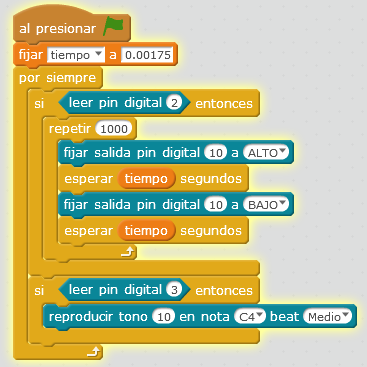 al presionar
fijar tiempo a 0.00175
por siempre
si leer pin digital 2 entonces
repetir 1000
fijar salida pin digital 10 a ALTO
esperar tiempo segundos
fijar salida pin digital 10 a BAJO
esperar tiempo segundos
si leer pin digital 3 entonces
reproducir tono 10 en nota C4 beat Medio